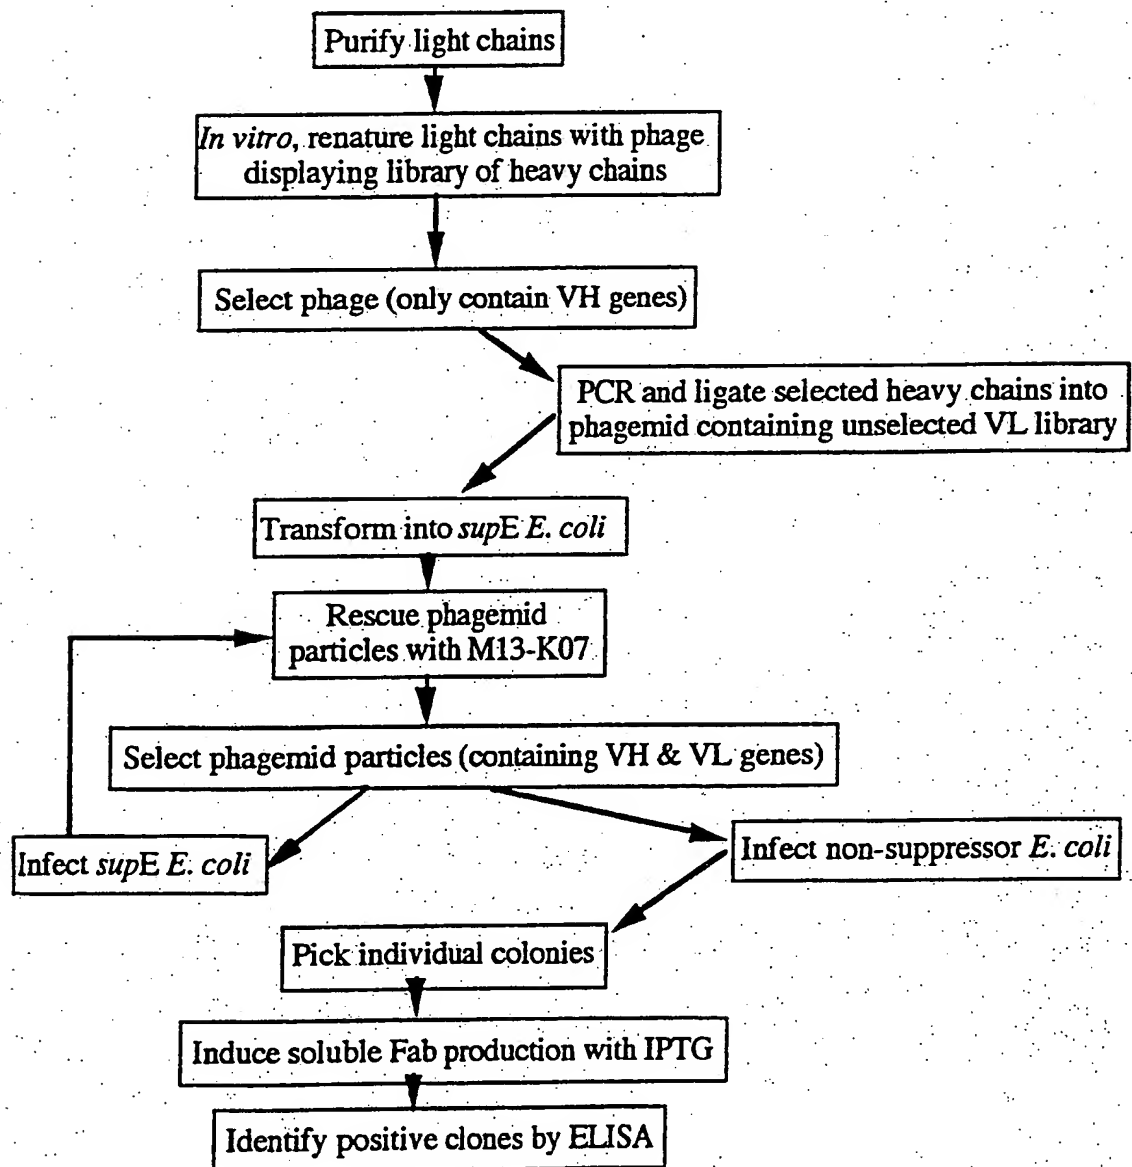 Purify light chains
In vitro, renature light chains with phage
displaying library of heavy chains
Select phage (only contain VH genes)
PCR and ligate selected heavy chains into
phagemid containing unselected VL library
Transform into supE E. coli
Rescue phagemid
particles with M13-K07
Select phagemid particles (containing VH & VL genes)
Infect supE E. coli
Infect non-suppressor E. coli
Pick individual colonies
Induce soluble Fab production with IPTG
Identify positive clones by ELISA